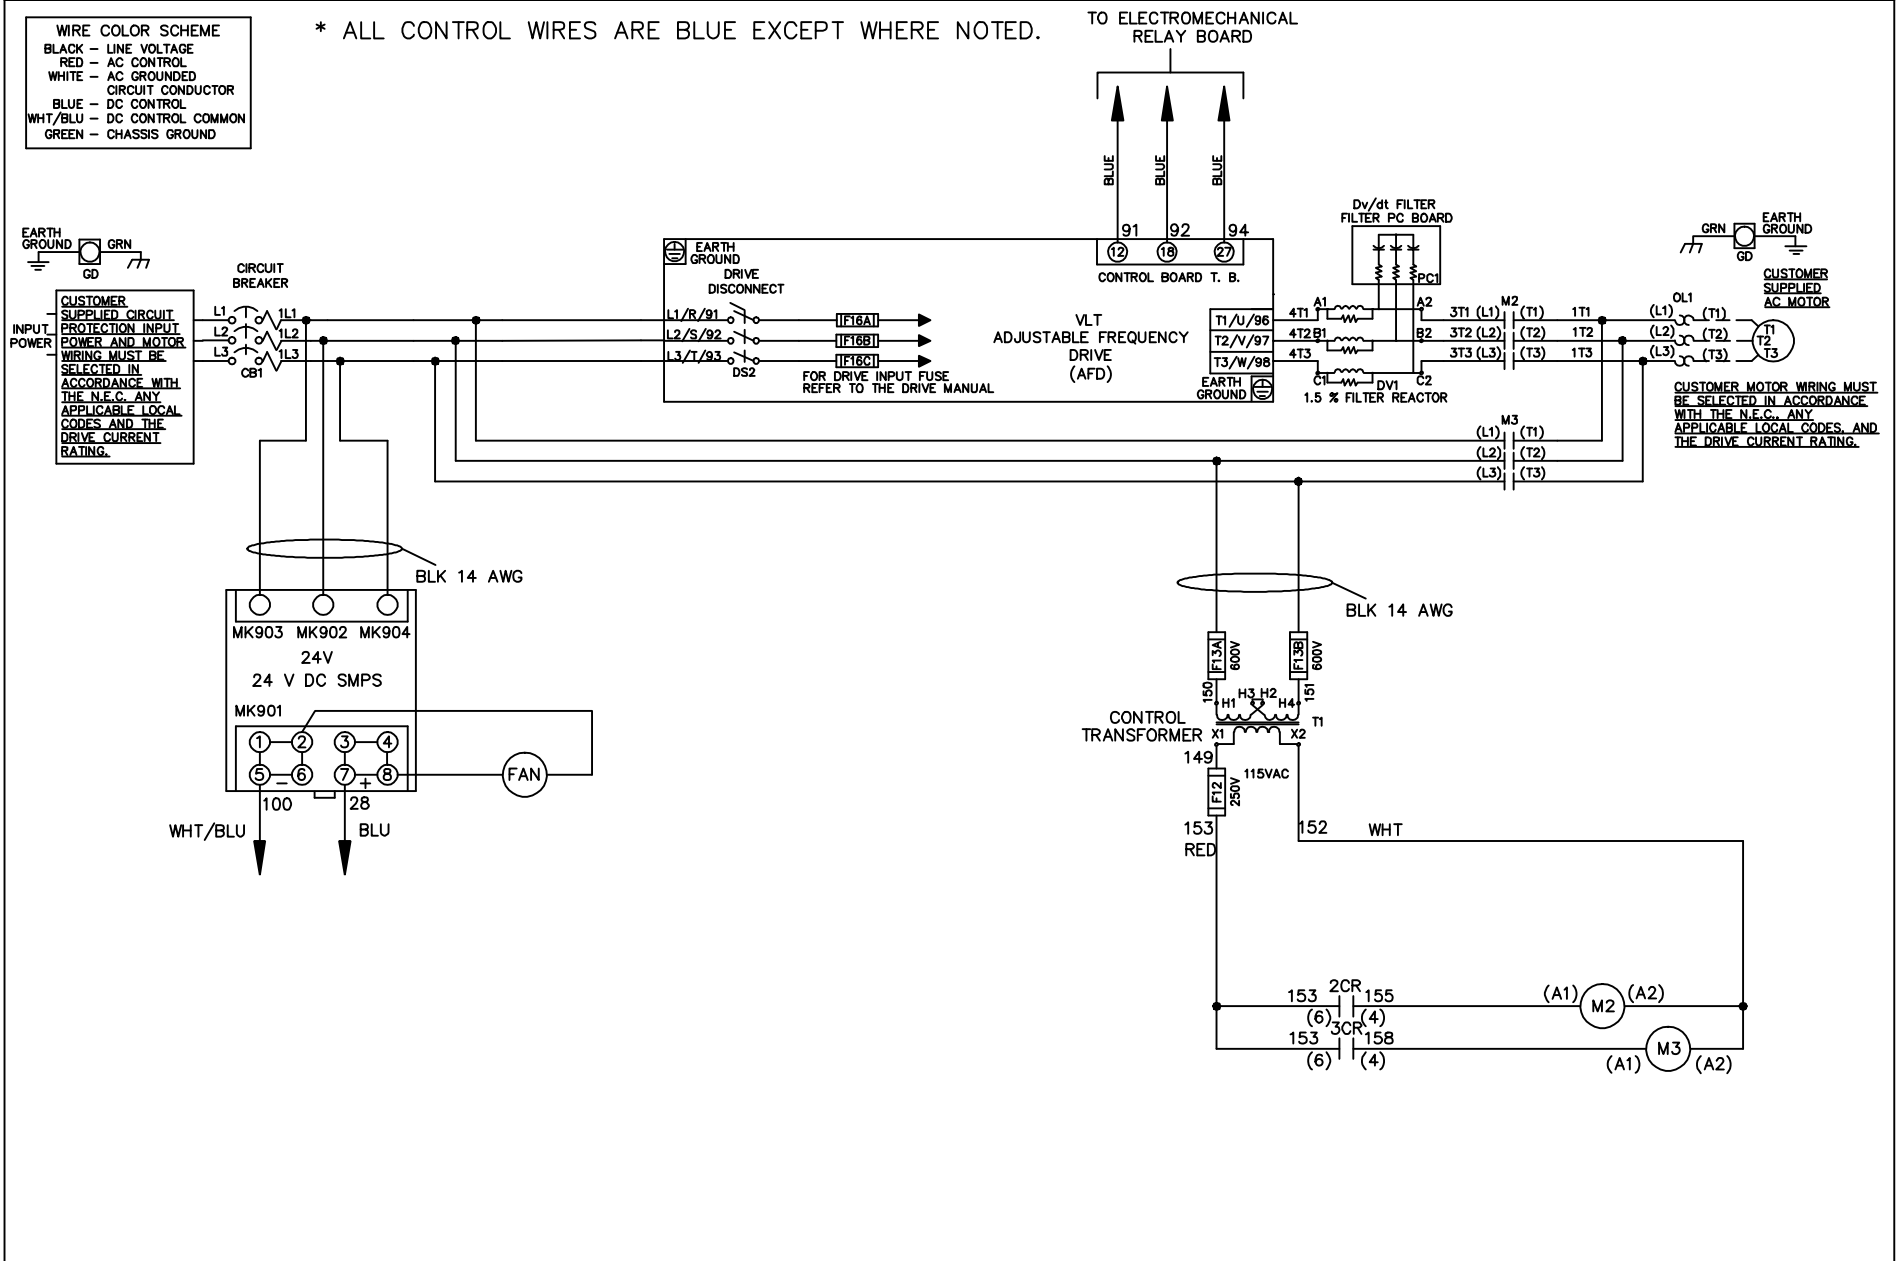 WIRE COLOR SCHEME
BLACK – LINE VOLTAGE
RED – AC CONTROL
WHITE – AC GROUNDED
CIRCUIT CONDUCTOR
BLUE – DC CONTROL
WHT/BLU – DC CONTROL COMMON
GREEN – CHASSIS GROUND
* ALL CONTROL WIRES ARE BLUE EXCEPT WHERE NOTED.
TO ELECTROMECHANICAL
RELAY BOARD
BLUE
BLUE
BLUE
91 92 94
12 18 27
CONTROL BOARD T. B.
EARTH
GROUND
GRN
GD
CIRCUIT
BREAKER
INPUT
POWER
CUSTOMER
SUPPLIED CIRCUIT
PROTECTION INPUT
POWER AND MOTOR
WIRING MUST BE
SELECTED IN
ACCORDANCE WITH
THE N.E.C. ANY
APPLICABLE LOCAL
CODES AND THE
DRIVE CURRENT
RATING.
L1 1L1
L2 1L2
L3 1L3
CB1
EARTH
GROUND
DRIVE
DISCONNECT
L1/R/91
L2/S/92
L3/T/93
DS2
F16A
F16B
F16C
FOR DRIVE INPUT FUSE
REFER TO THE DRIVE MANUAL
VLT
ADJUSTABLE FREQUENCY
DRIVE
(AFD)
T1/U/96
T2/V/97
T3/W/98
EARTH
GROUND
Dv/dt FILTER
FILTER PC BOARD
PC1
4T1 A1 A2
4T2 B1 B2
4T3 C1 C2
DV1
1.5 % FILTER REACTOR
M2
3T1 (L1) (T1) 1T1
3T2 (L2) (T2) 1T2
3T3 (L3) (T3) 1T3
OL1
(L1) (T1)
(L2) (T2)
(L3) (T3)
T1
T2
T3
GRN
EARTH
GROUND
GD
CUSTOMER
SUPPLIED
AC MOTOR
CUSTOMER MOTOR WIRING MUST
BE SELECTED IN ACCORDANCE
WITH THE N.E.C., ANY
APPLICABLE LOCAL CODES, AND
THE DRIVE CURRENT RATING.
M3
(L1) (T1)
(L2) (T2)
(L3) (T3)
BLK 14 AWG
MK903 MK902 MK904
24V
24 V DC SMPS
MK901
1 2 3 4
5 – 6 7 + 8
FAN
100 28
WHT/BLU BLU
BLK 14 AWG
F13A 600V
F13B 600V
150 151
H1 H3 H2 H4
T1
CONTROL
TRANSFORMER
X1 X2
149
115VAC
F12 250V
153
RED
152 WHT
2CR
153 155
(6) (4)
(A1) M2 (A2)
3CR
153 158
(6) (4)
(A1) M3 (A2)